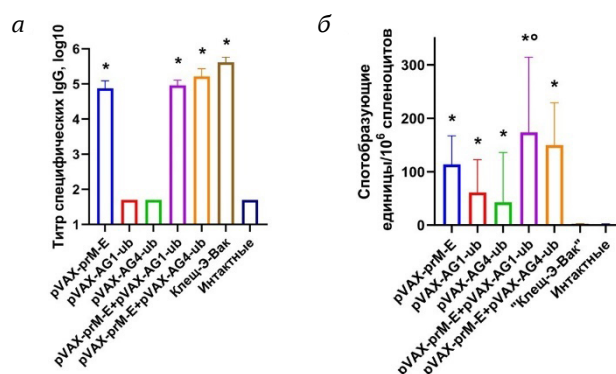 а
б
Титр специфических IgG, log10
6
5
4
3
2
1
*
*
*
*
pVAX-prM-E
pVAX-AG1-ub
pVAX-AG4-ub
pVAX-prM-E+pVAX-AG1-ub
pVAX-prM-E+pVAX-AG4-ub
Клещ-Э-Вак
Интактные
Спотобразующие
единицы/10⁶ спленоцитов
300
200
100
0
*
*
*
*°
*
pVAX-prM-E
pVAX-AG1-ub
pVAX-AG4-ub
pVAX-prM-E+pVAX-AG1-ub
pVAX-prM-E+pVAX-AG4-ub
"Клещ-Э-Вак"
Интактные